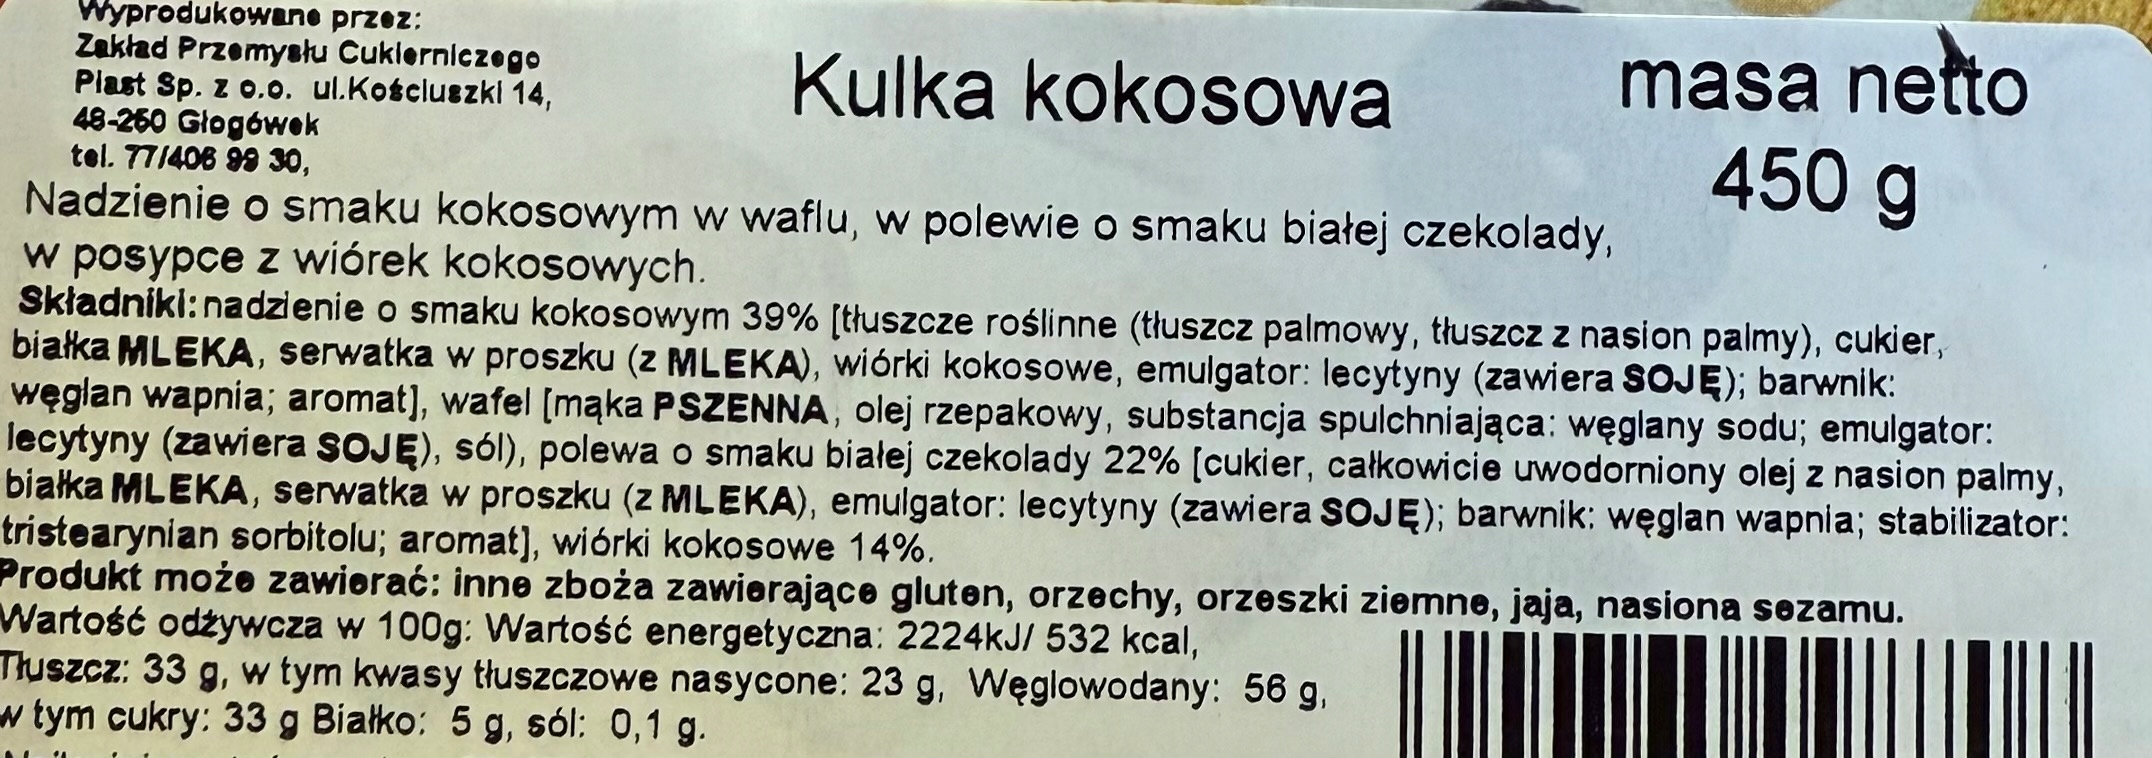 Wyprodukowane przez:
Zakład Przemysłu Cukierniczego
Piast Sp. z o.o. ul.Kościuszki 14,
48-250 Głogówek
tel. 77/406 99 30,
Kulka kokosowa
masa netto
450 g
Nadzienie o smaku kokosowym w waflu, w polewie o smaku białej czekolady,
w posypce z wiórek kokosowych.
Składniki: nadzienie o smaku kokosowym 39% [tłuszcze roślinne (tłuszcz palmowy, tłuszcz z nasion palmy), cukier,
białka MLEKA, serwatka w proszku (z MLEKA), wiórki kokosowe, emulgator: lecytyny (zawiera SOJĘ); barwnik:
węglan wapnia; aromat], wafel [mąka PSZENNA, olej rzepakowy, substancja spulchniająca: węglany sodu; emulgator:
lecytyny (zawiera SOJĘ), sól), polewa o smaku białej czekolady 22% [cukier, całkowicie uwodorniony olej z nasion palmy,
białka MLEKA, serwatka w proszku (z MLEKA), emulgator: lecytyny (zawiera SOJĘ); barwnik: węglan wapnia; stabilizator:
tristearynian sorbitolu; aromat], wiórki kokosowe 14%.
Produkt może zawierać: inne zboża zawierające gluten, orzechy, orzeszki ziemne, jaja, nasiona sezamu.
Wartość odżywcza w 100g: Wartość energetyczna: 2224kJ/ 532 kcal,
Tłuszcz: 33 g, w tym kwasy tłuszczowe nasycone: 23 g, Węglowodany: 56 g,
w tym cukry: 33 g Białko: 5 g, sól: 0,1 g.